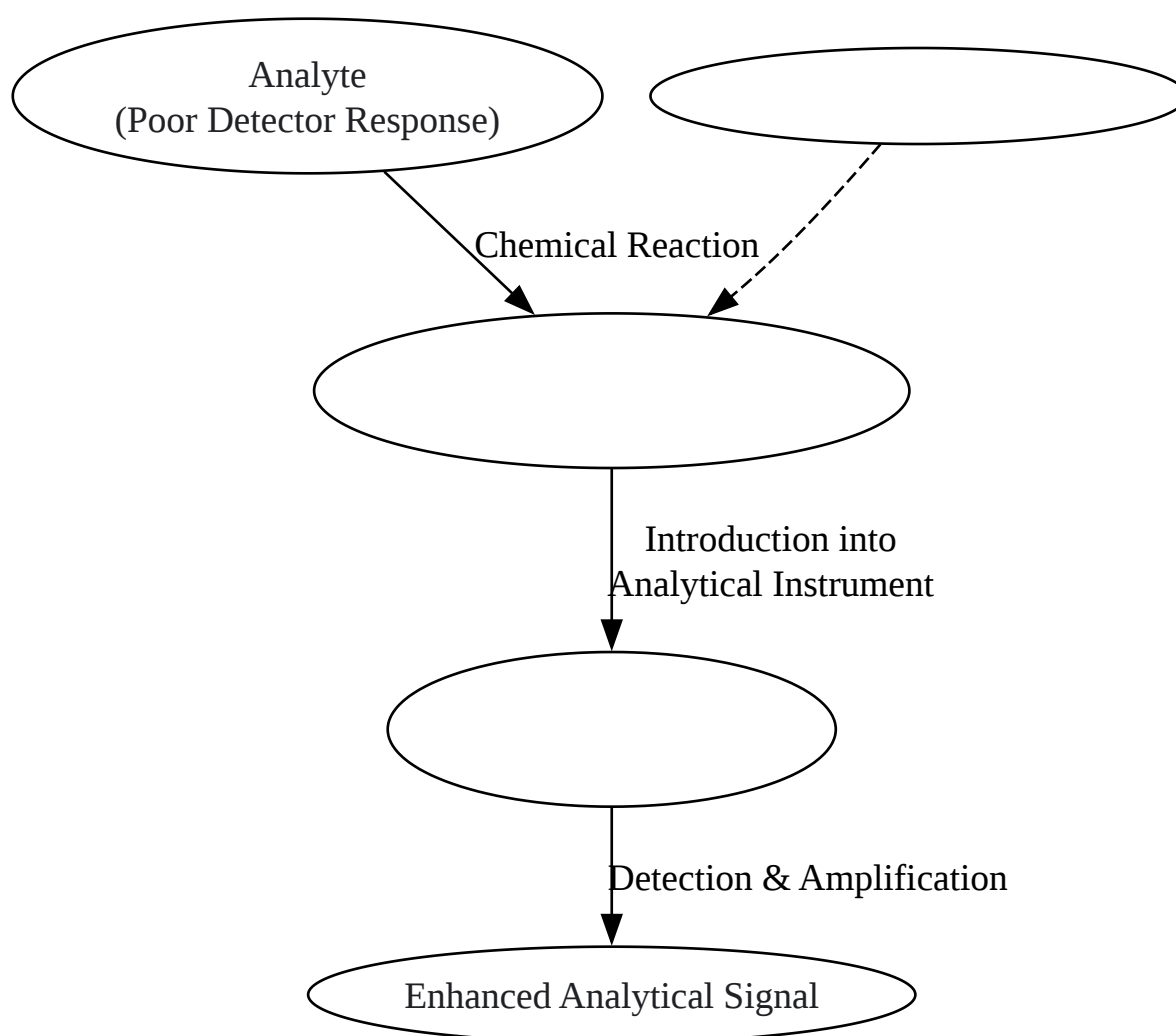 Analyte
(Poor Detector Response)
Chemical Reaction
Introduction into
Analytical Instrument
Detection & Amplification
Enhanced Analytical Signal